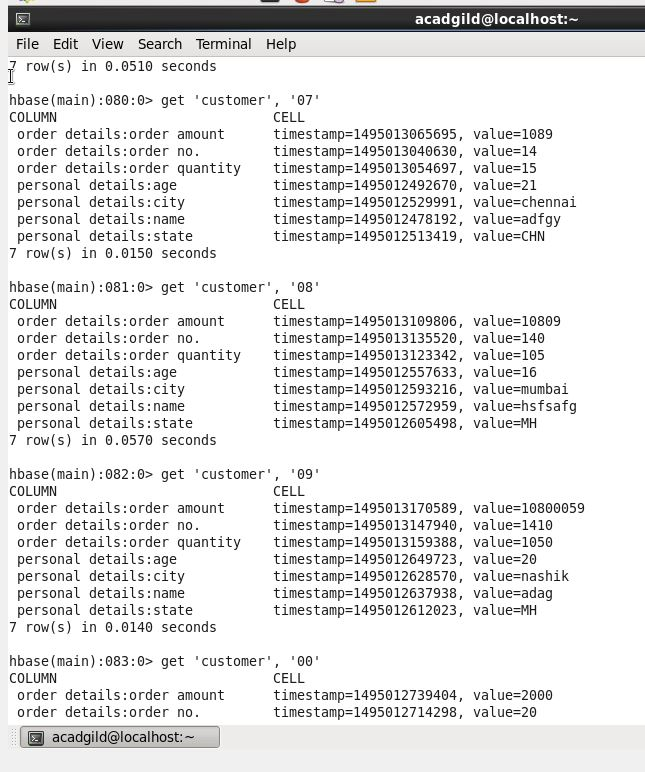 acadgild@localhost:~
File Edit View Search Terminal Help
7 row(s) in 0.0510 seconds
hbase(main):080:0> get 'customer', '07'
COLUMN CELL
order details:order amount timestamp=1495013065695, value=1089
order details:order no. timestamp=1495013040630, value=14
order details:order quantity timestamp=1495013054697, value=15
personal details:age timestamp=1495012492670, value=21
personal details:city timestamp=1495012529991, value=chennai
personal details:name timestamp=1495012478192, value=adfgy
personal details:state timestamp=1495012513419, value=CHN
7 row(s) in 0.0150 seconds
hbase(main):081:0> get 'customer', '08'
COLUMN CELL
order details:order amount timestamp=1495013109806, value=10809
order details:order no. timestamp=1495013135520, value=140
order details:order quantity timestamp=1495013123342, value=105
personal details:age timestamp=1495012557633, value=16
personal details:city timestamp=1495012593216, value=mumbai
personal details:name timestamp=1495012572959, value=hsfsafg
personal details:state timestamp=1495012605498, value=MH
7 row(s) in 0.0570 seconds
hbase(main):082:0> get 'customer', '09'
COLUMN CELL
order details:order amount timestamp=1495013170589, value=10800059
order details:order no. timestamp=1495013147940, value=1410
order details:order quantity timestamp=1495013159388, value=1050
personal details:age timestamp=1495012649723, value=20
personal details:city timestamp=1495012628570, value=nashik
personal details:name timestamp=1495012637938, value=adag
personal details:state timestamp=1495012612023, value=MH
7 row(s) in 0.0140 seconds
hbase(main):083:0> get 'customer', '00'
COLUMN CELL
order details:order amount timestamp=1495012739404, value=2000
order details:order no. timestamp=1495012714298, value=20
acadgild@localhost:~